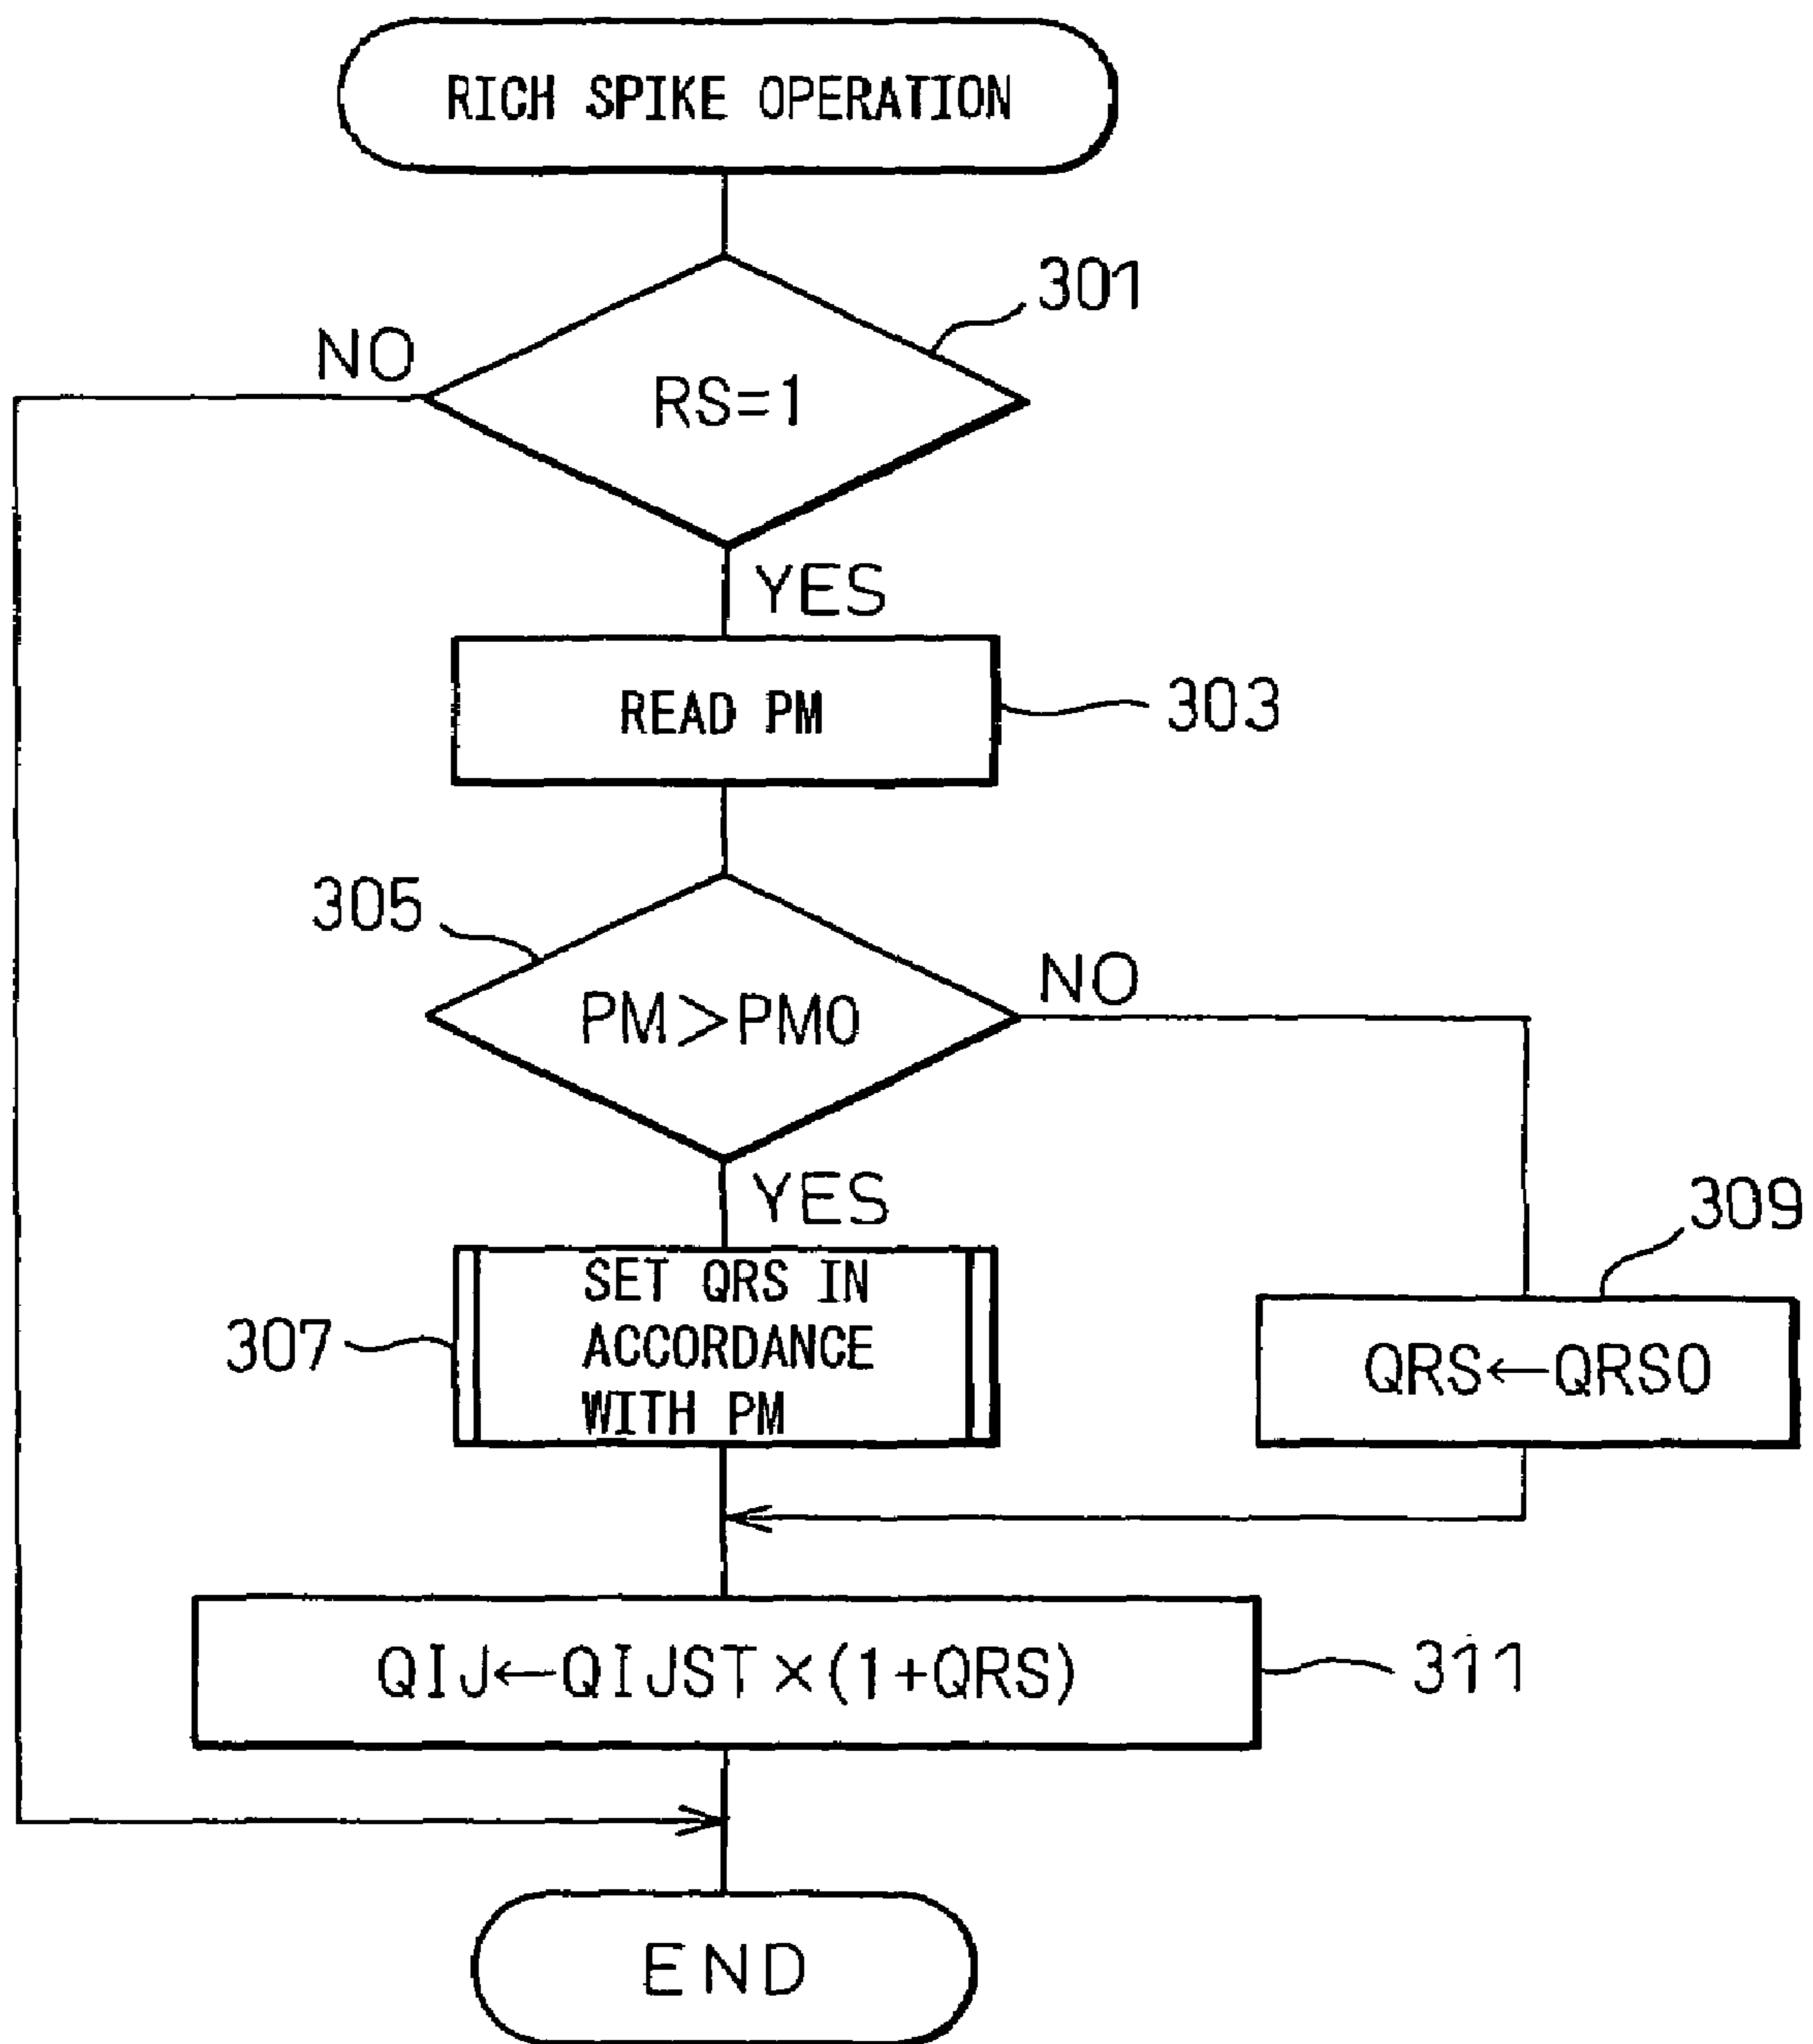 RICH SPIKE OPERATION
301
NO
RS=1
YES
READ PM
303
305
NO
PM>PM0
YES
309
SET QRS IN
307
ACCORDANCE
QRS←QRS0
WITH PM
QIJ←QIJST×(1+QRS)
311
END